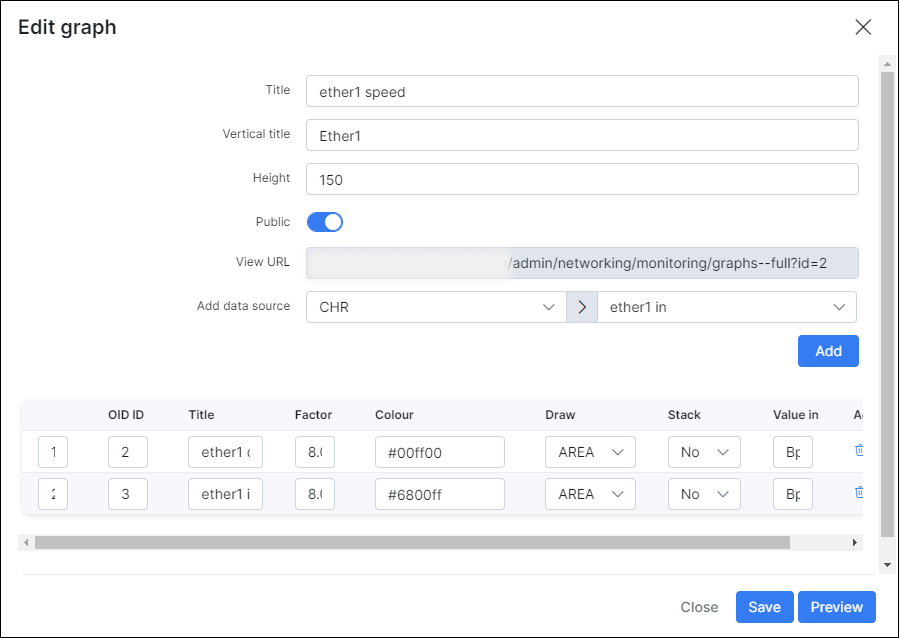 Edit graph
Title ether1 speed
Vertical title Ether1
Height 150
Public
View URL /admin/networking/monitoring/graphs--full?id=2
Add data source CHR ether1 in
Add
OID ID Title Factor Colour Draw Stack Value in
1 2 ether1 8. #00ff00 AREA No Bp
2 3 ether1 i 8. #6800ff AREA No Bp
Close Save Preview